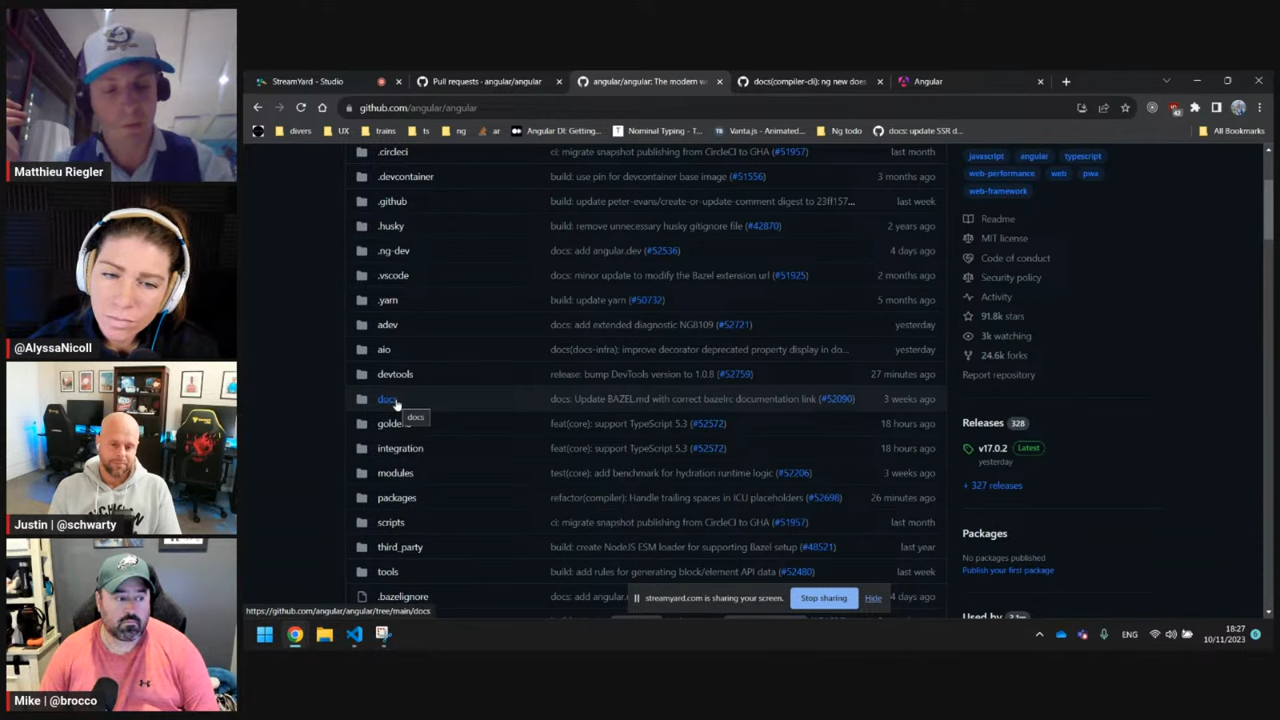 Matthieu Riegler
@AlyssaNicoll
Justin | @schwarty
Mike | @brocco
StreamYard - Studio
Pull requests · angular/angular
angular/angular: The modern w
docs(compiler-cli): ng new does
Angular
github.com/angular/angular
divers
UX
trains
ts
ng
ar
Angular DI: Getting...
Nominal Typing - T...
Vanta.js - Animated...
Ng todo
docs: update SSR d...
All Bookmarks
.circleci ci: migrate snapshot publishing from CircleCI to GHA (#51957) last month
.devcontainer build: use pin for devcontainer base image (#51556) 3 months ago
.github build: update peter-evans/create-or-update-comment digest to 23ff157... last week
.husky build: remove unnecessary husky gitignore file (#42870) 2 years ago
.ng-dev docs: add angular.dev (#52536) 4 days ago
.vscode docs: minor update to modify the Bazel extension url (#51925) 2 months ago
.yarn build: update yarn (#50732) 5 months ago
adev docs: add extended diagnostic NG8109 (#52721) yesterday
aio docs(docs-infra): improve decorator deprecated property display in do... yesterday
devtools release: bump DevTools version to 1.0.8 (#52759) 27 minutes ago
docs docs: Update BAZEL.md with correct bazelrc documentation link (#52090) 3 weeks ago
docs
feat(core): support TypeScript 5.3 (#52572) 18 hours ago
integration feat(core): support TypeScript 5.3 (#52572) 18 hours ago
modules test(core): add benchmark for hydration runtime logic (#52206) 3 weeks ago
packages refactor(compiler): Handle trailing spaces in ICU placeholders (#52698) 26 minutes ago
scripts ci: migrate snapshot publishing from CircleCI to GHA (#51957) last month
third_party build: create NodeJS ESM loader for supporting Bazel setup (#48521) last year
tools build: add rules for generating block/element API data (#52480) last week
.bazelignore docs: add angular. 4 days ago
javascript angular typescript
web-performance web pwa
web-framework
Readme
MIT license
Code of conduct
Security policy
Activity
91.8k stars
3k watching
24.6k forks
Report repository
Releases 328
v17.0.2 Latest
yesterday
+ 327 releases
Packages
No packages published
Publish your first package
Used by
streamyard.com is sharing your screen.
Stop sharing
Hide
https://github.com/angular/angular/tree/main/docs
ENG
18:27
10/11/2023